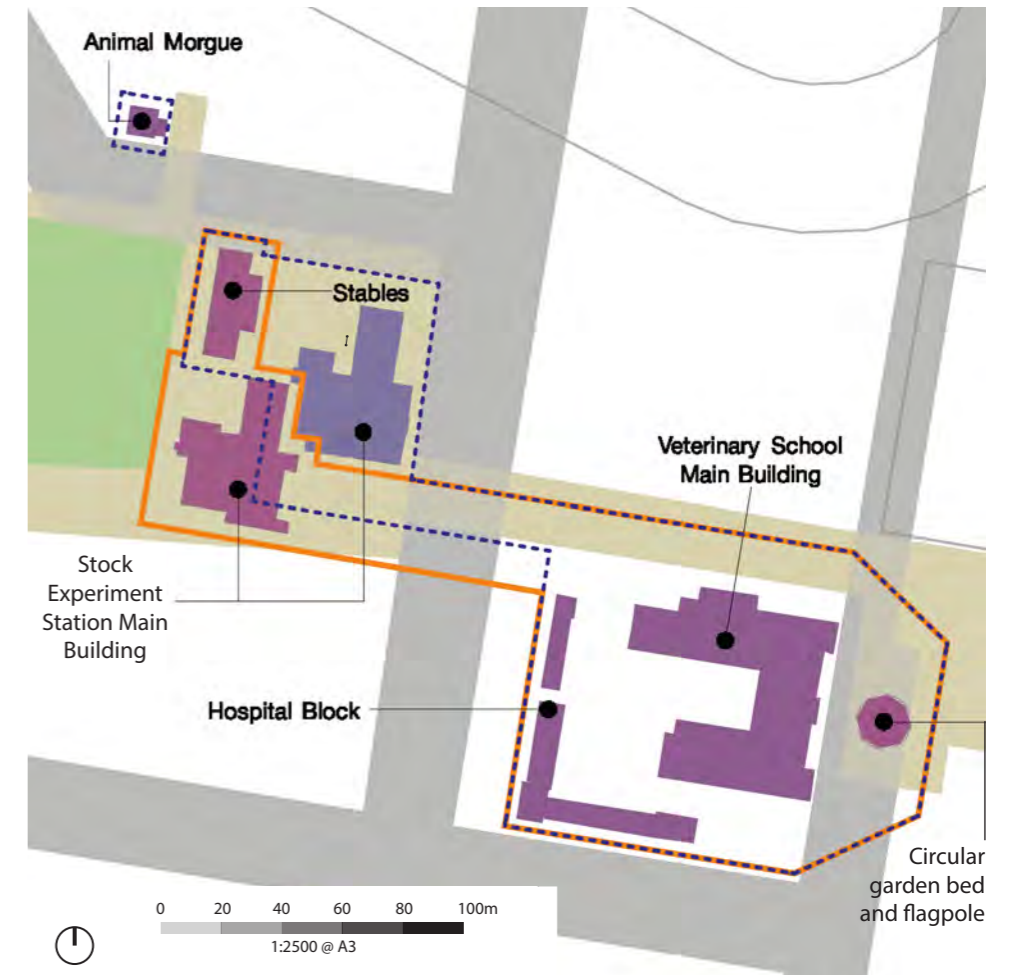 Animal Morgue
Stables
Veterinary School
Main Building
Stock
Experiment
Station Main
Building
Hospital Block
Circular
garden bed
and flagpole
0 20 40 60 80 100m
1:2500 @ A3